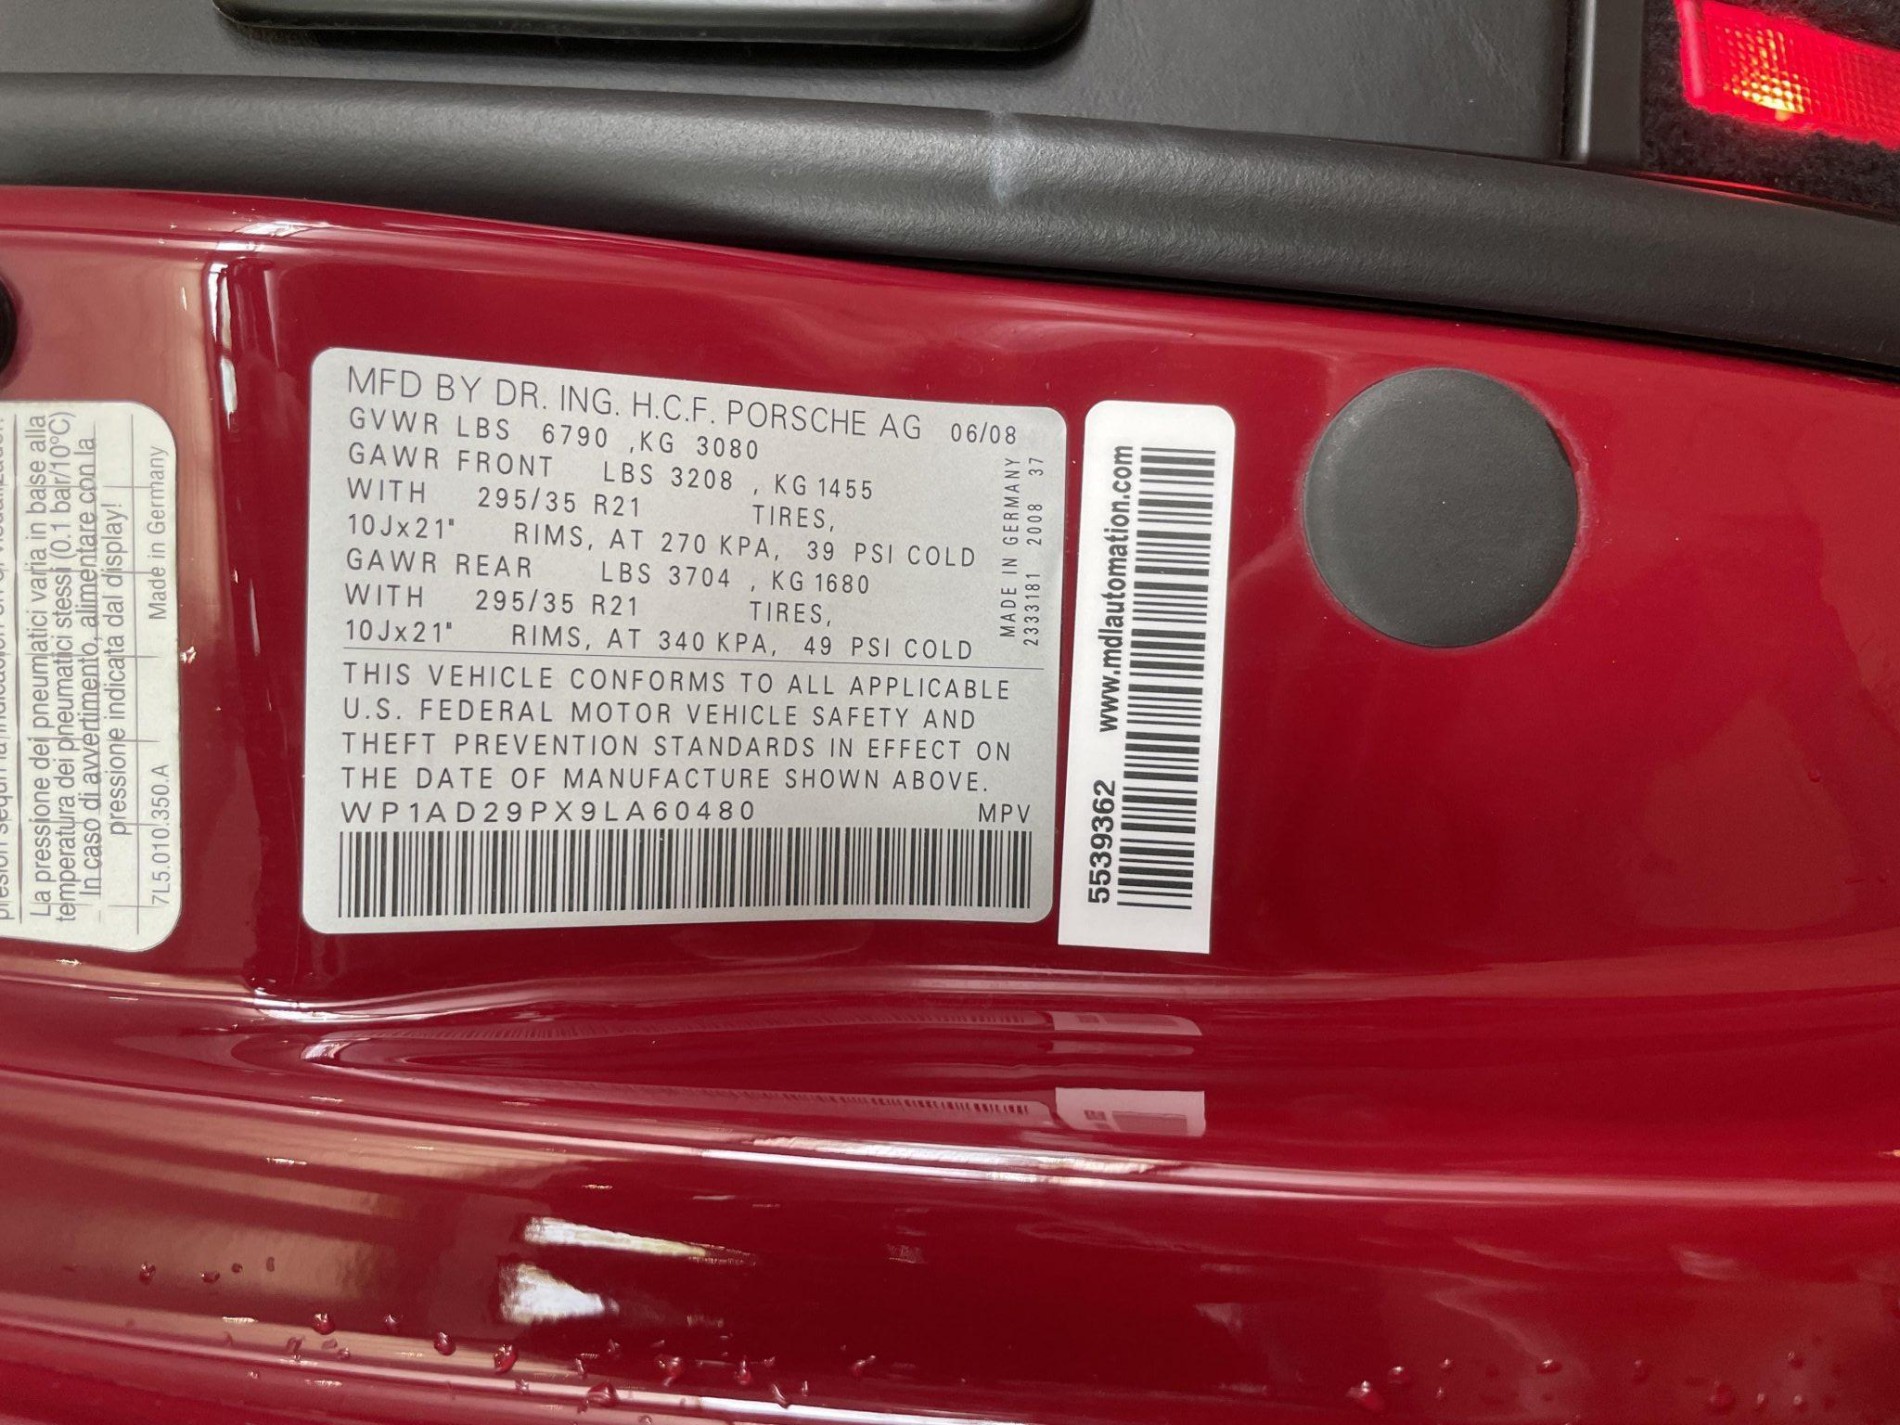 La pressione dei pneumatici varia in base alla
temperatura dei pneumatici stessi (0.1 bar/10°C)
In caso di avvertimento, alimentare con la
pressione indicata dal display!
7L5.010.350.A Made in Germany
MFD BY DR. ING. H.C.F. PORSCHE AG 06/08
GVWR LBS 6790 ,KG 3080
GAWR FRONT LBS 3208 , KG 1455
WITH 295/35 R21 TIRES,
10Jx21" RIMS, AT 270 KPA, 39 PSI COLD
GAWR REAR LBS 3704 , KG 1680
WITH 295/35 R21 TIRES,
10Jx21" RIMS, AT 340 KPA, 49 PSI COLD
MADE IN GERMANY
2333181 2008 37
THIS VEHICLE CONFORMS TO ALL APPLICABLE
U.S. FEDERAL MOTOR VEHICLE SAFETY AND
THEFT PREVENTION STANDARDS IN EFFECT ON
THE DATE OF MANUFACTURE SHOWN ABOVE.
WP1AD29PX9LA60480 MPV
5539362 www.mdlautomation.com